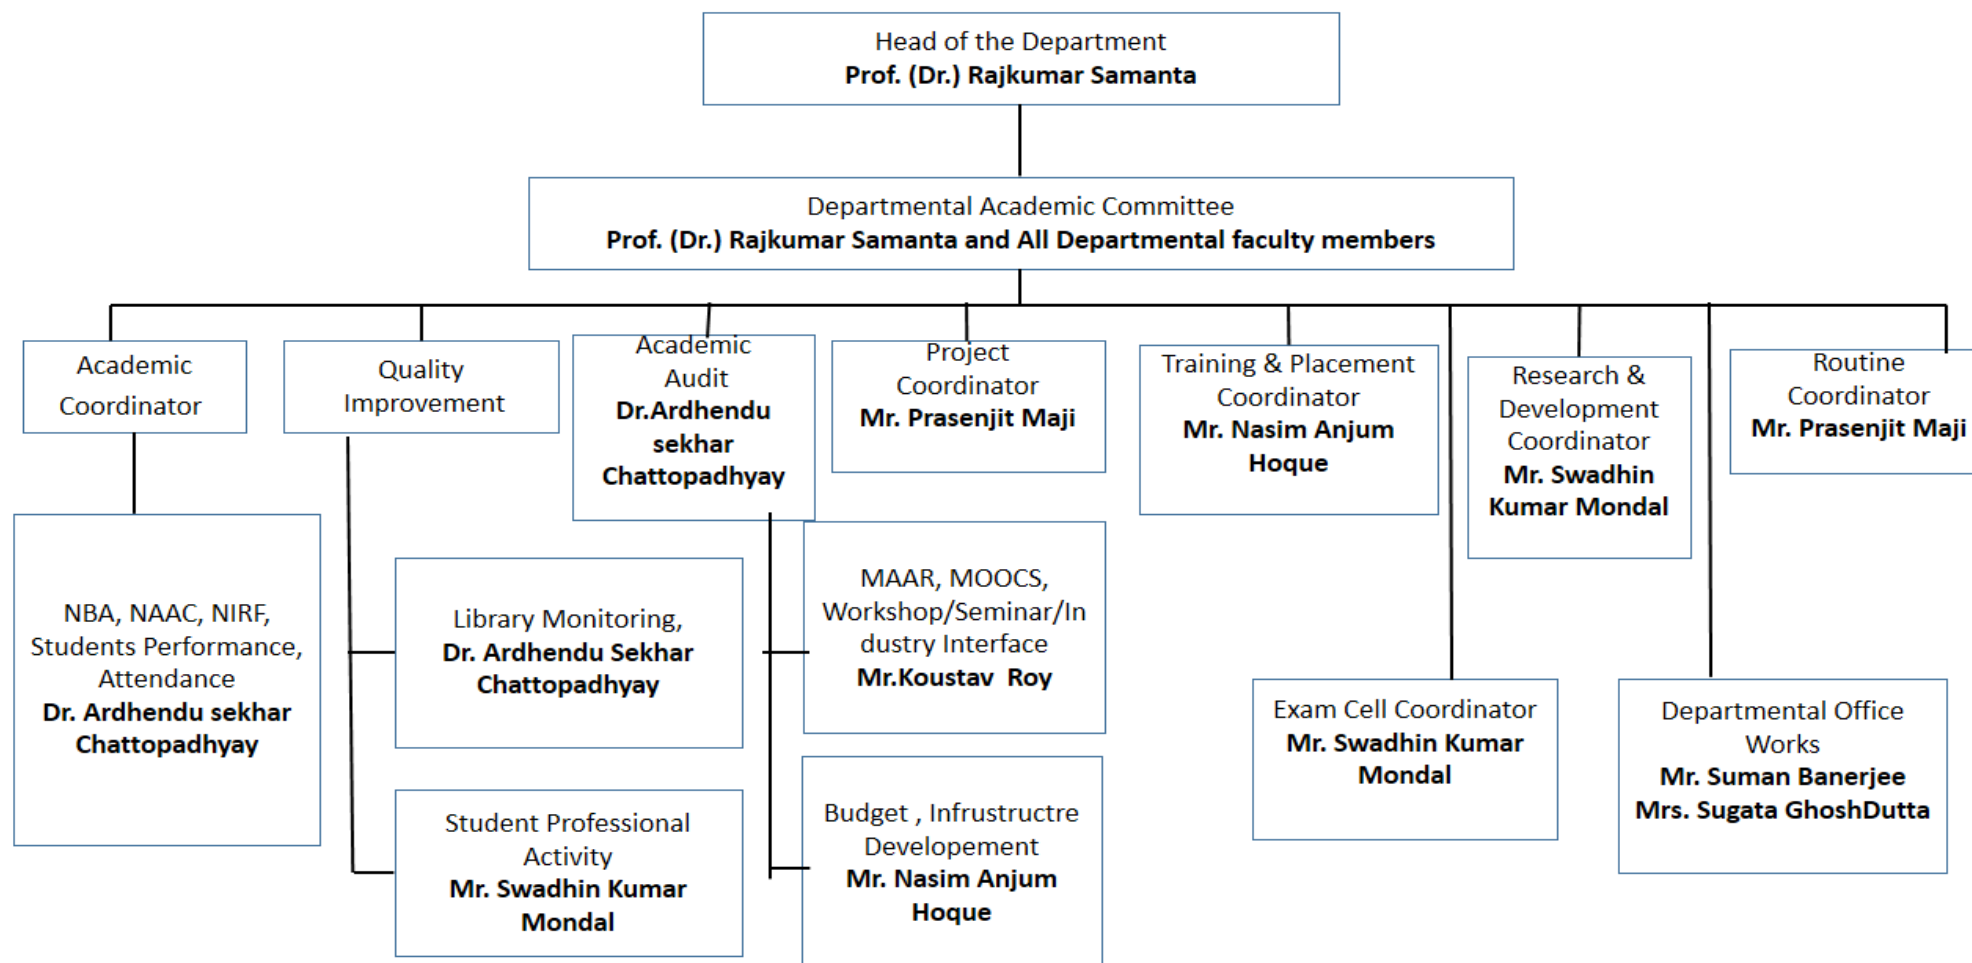 Head of the Department
Prof. (Dr.) Rajkumar Samanta
Departmental Academic Committee
Prof. (Dr.) Rajkumar Samanta and All Departmental faculty members
Academic
Coordinator
Quality
Improvement
Academic
Audit
Dr.Ardhendu
sekhar
Chattopadhyay
Project
Coordinator
Mr. Prasenjit Maji
Training & Placement
Coordinator
Mr. Nasim Anjum
Hoque
Research &
Development
Coordinator
Mr. Swadhin
Kumar Mondal
Routine
Coordinator
Mr. Prasenjit Maji
NBA, NAAC, NIRF,
Students Performance,
Attendance
Dr. Ardhendu sekhar
Chattopadhyay
Library Monitoring,
Dr. Ardhendu Sekhar
Chattopadhyay
MAAR, MOOCS,
Workshop/Seminar/In
dustry Interface
Mr.Koustav  Roy
Exam Cell Coordinator
Mr. Swadhin Kumar
Mondal
Departmental Office
Works
Mr. Suman Banerjee
Mrs. Sugata GhoshDutta
Student Professional
Activity
Mr. Swadhin Kumar
Mondal
Budget , Infrustructre
Developement
Mr. Nasim Anjum
Hoque